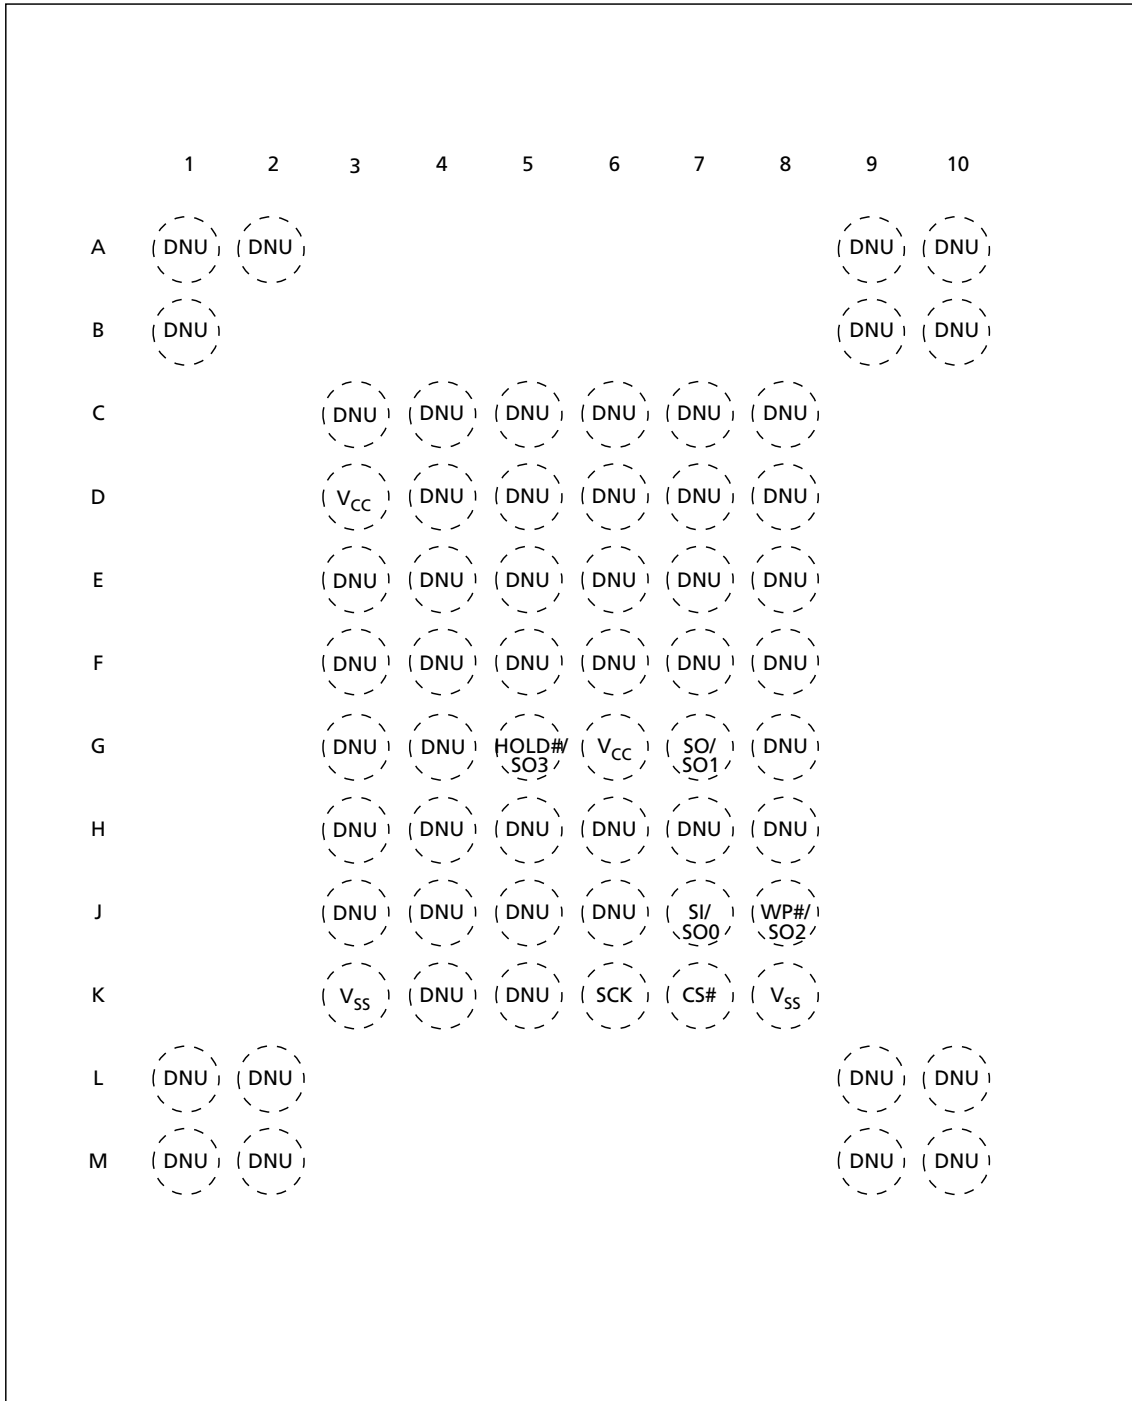 1 2 3 4 5 6 7 8 9 10
A DNU DNU DNU DNU
B DNU DNU DNU
C DNU DNU DNU DNU DNU DNU
D VCC DNU DNU DNU DNU DNU
E DNU DNU DNU DNU DNU DNU
F DNU DNU DNU DNU DNU DNU
G DNU DNU HOLD#/ VCC SO/ DNU
SO3 SO1
H DNU DNU DNU DNU DNU DNU
J DNU DNU DNU DNU SI/ WP#/
SO0 SO2
K VSS DNU DNU SCK CS# VSS
L DNU DNU DNU DNU
M DNU DNU DNU DNU